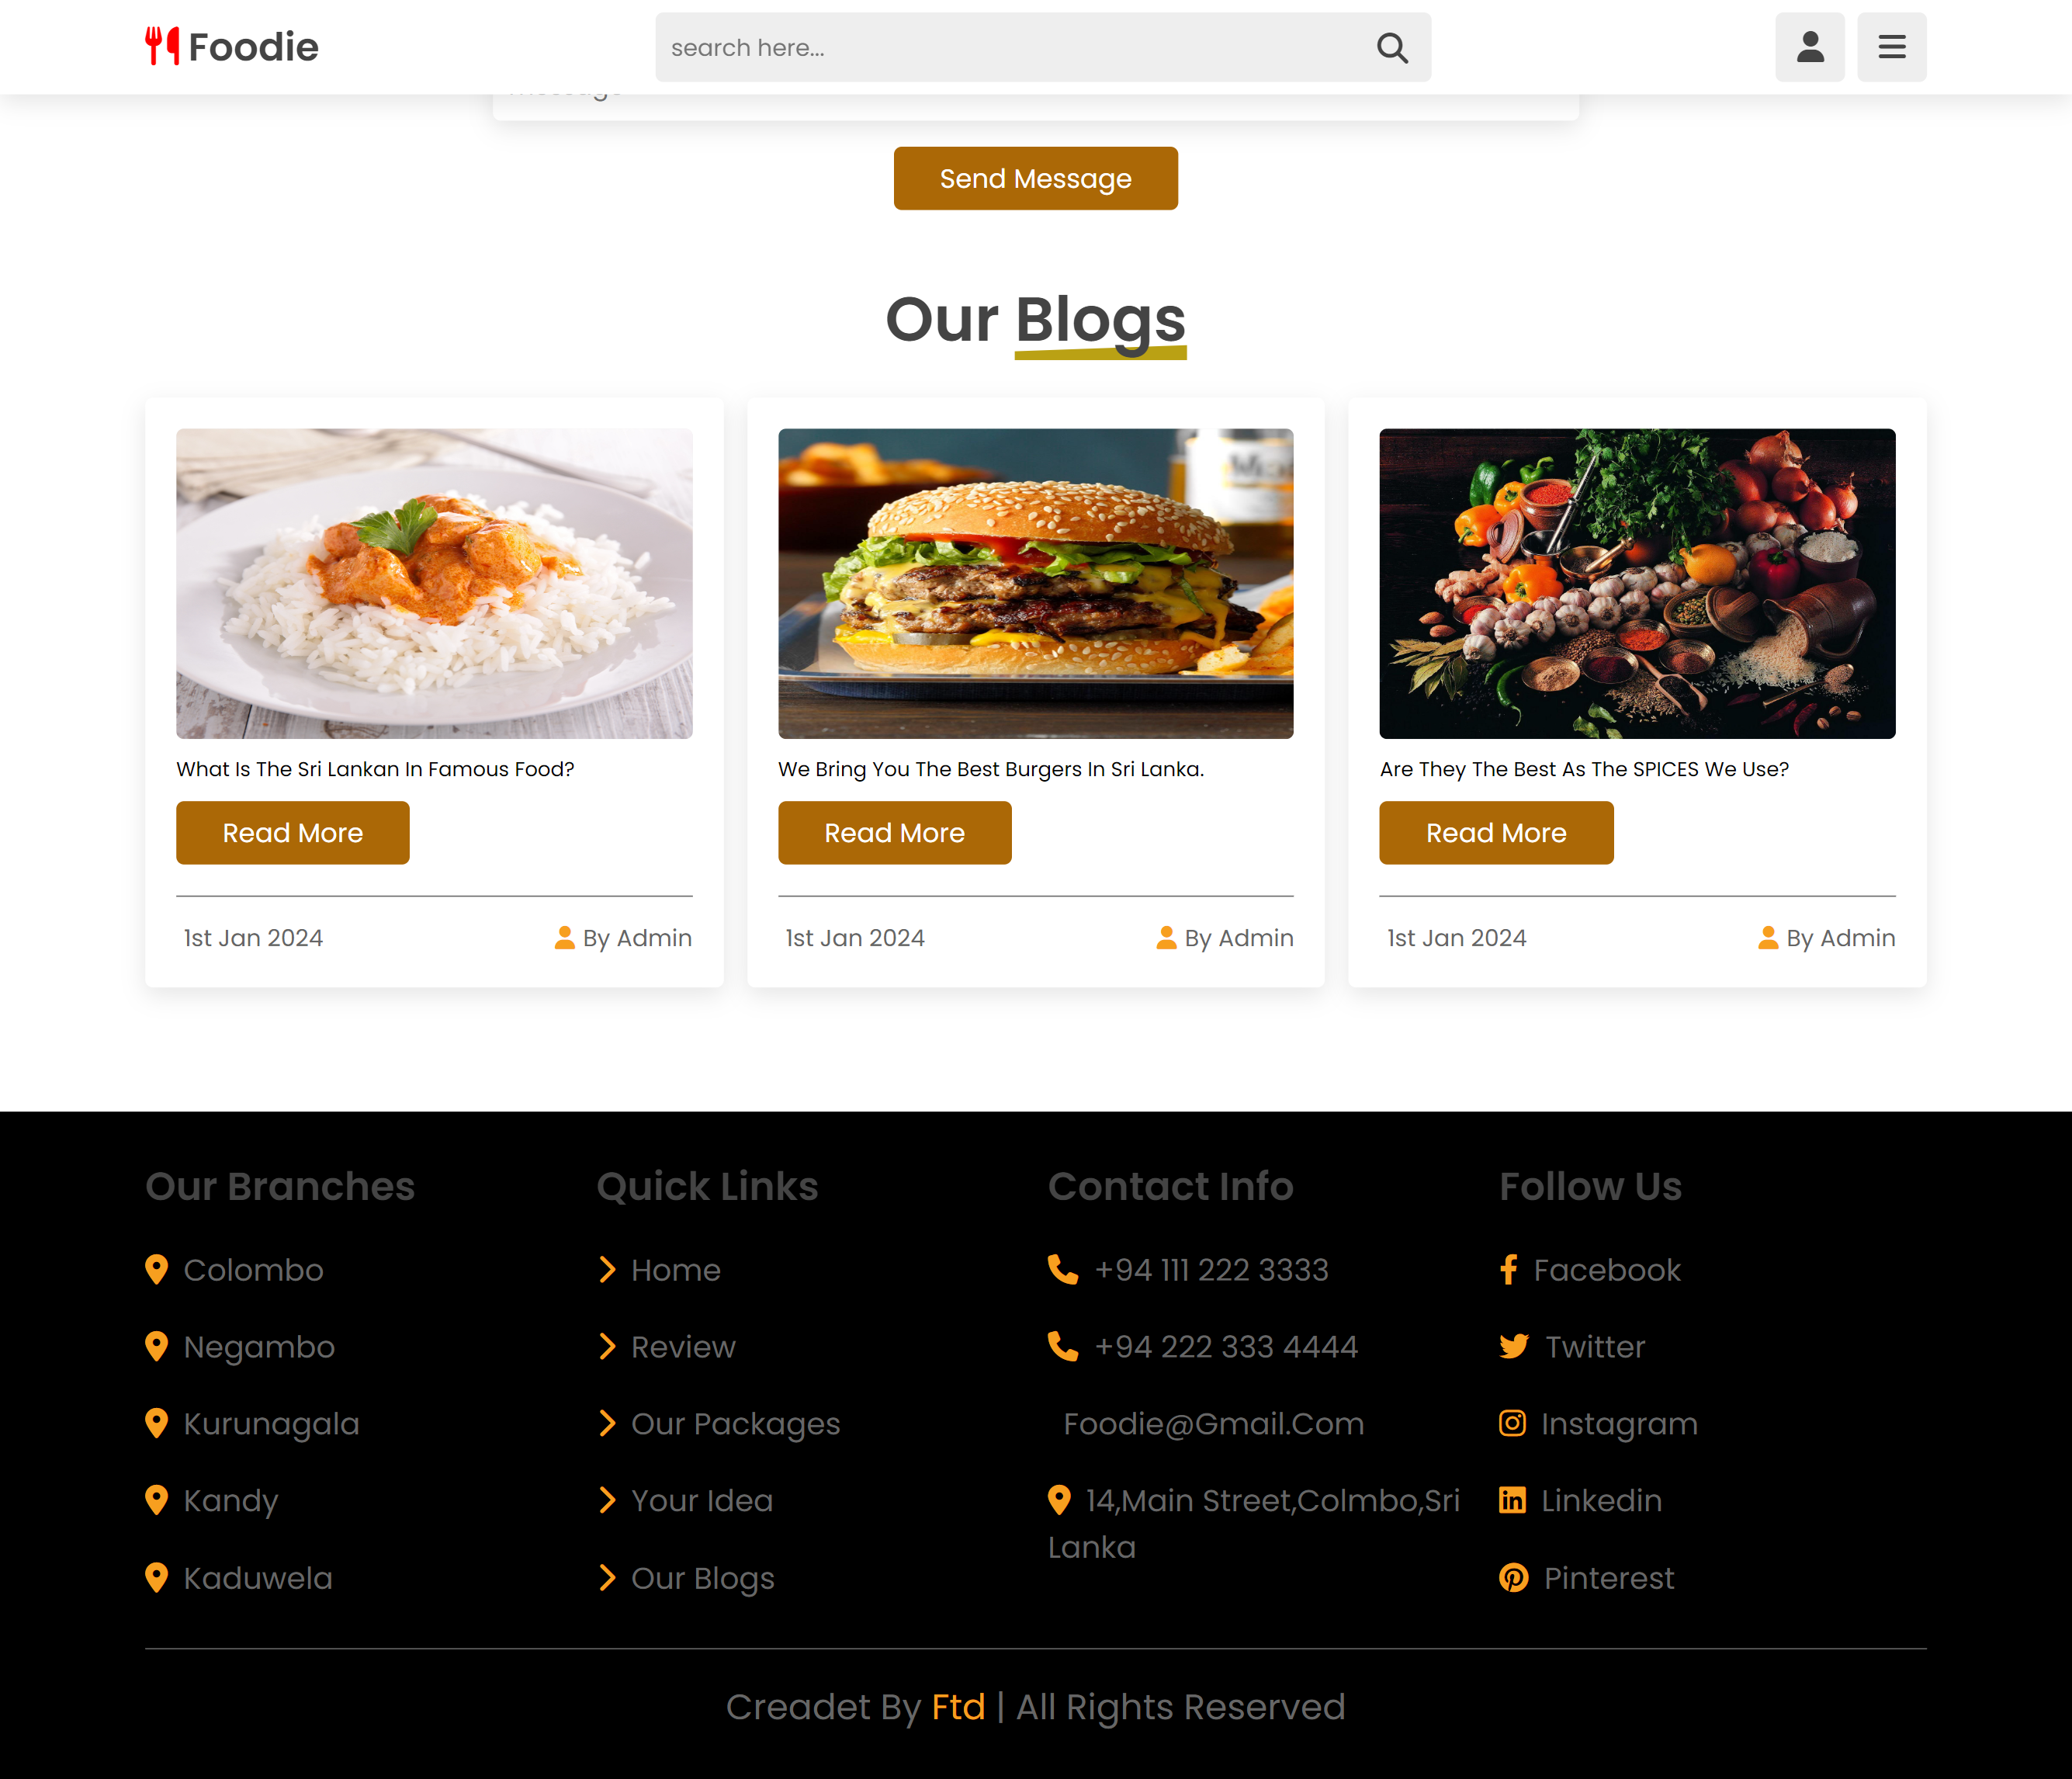 Foodie
search here...
Send Message
Our Blogs
What Is The Sri Lankan In Famous Food?
Read More
1st Jan 2024
By Admin
We Bring You The Best Burgers In Sri Lanka.
Read More
1st Jan 2024
By Admin
Are They The Best As The SPICES We Use?
Read More
1st Jan 2024
By Admin
Our Branches
Colombo
Negambo
Kurunagala
Kandy
Kaduwela
Quick Links
Home
Review
Our Packages
Your Idea
Our Blogs
Contact Info
+94 111 222 3333
+94 222 333 4444
Foodie@Gmail.Com
14,Main Street,Colmbo,Sri
Lanka
Follow Us
Facebook
Twitter
Instagram
Linkedin
Pinterest
Creadet By Ftd | All Rights Reserved